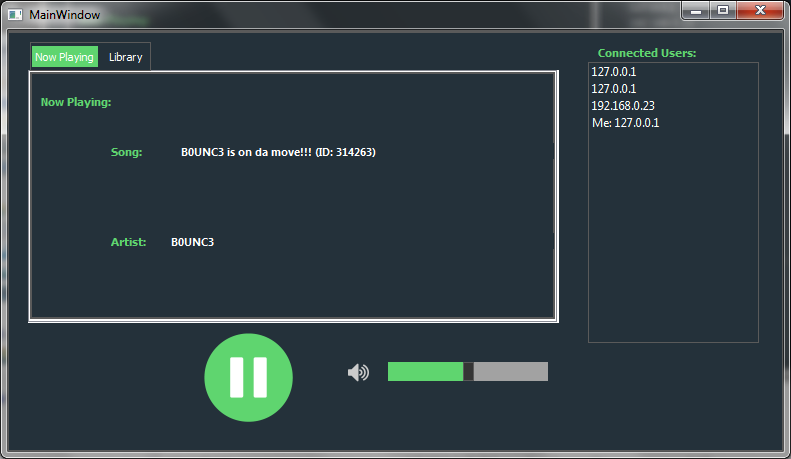 MainWindow
Now Playing Library
Now Playing:
Song: B0UNC3 is on da move!!! (ID: 314263)
Artist: B0UNC3
Connected Users:
127.0.0.1
127.0.0.1
192.168.0.23
Me: 127.0.0.1